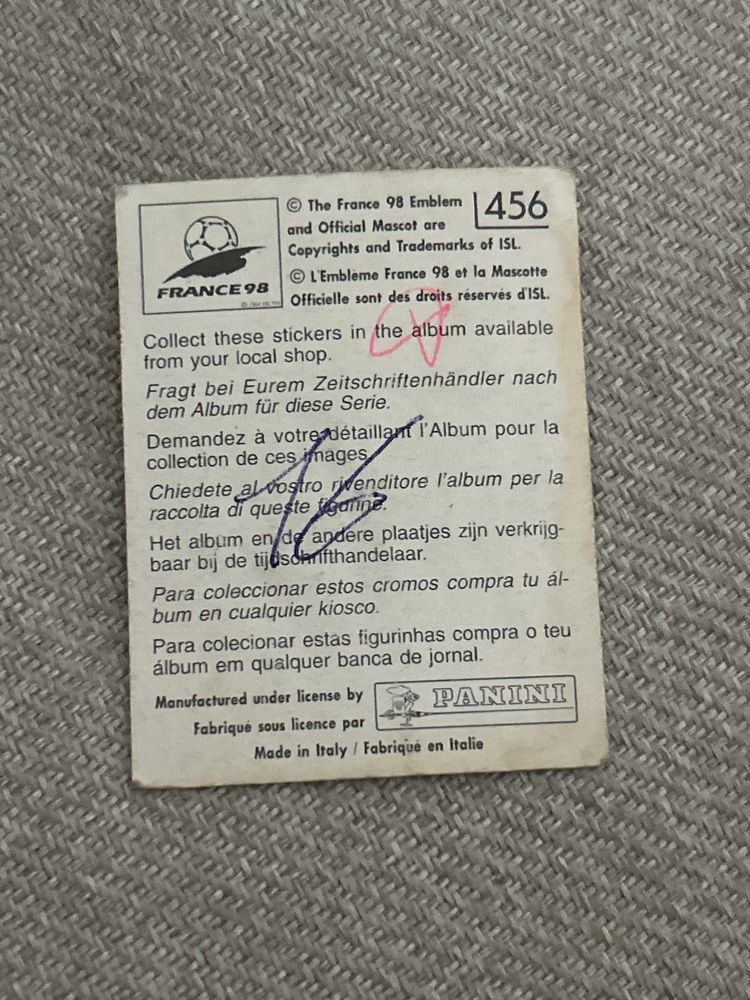 © The France 98 Emblem
and Official Mascot are
Copyrights and Trademarks of ISL.
456
© L'Emblème France 98 et la Mascotte
Officielle sont des droits réservés d'ISL.
FRANCE 98
Collect these stickers in the album available
from your local shop.
Fragt bei Eurem Zeitschriftenhändler nach
dem Album für diese Serie.
Demandez à votre détaillant l'Album pour la
collection de ces images.
Chiedete al vostro rivenditore l'album per la
raccolta di queste figurine.
Het album en de andere plaatjes zijn verkrijg-
baar bij de tijdschrifthandelaar.
Para coleccionar estos cromos compra tu ál-
bum en cualquier kiosco.
Para colecionar estas figurinhas compra o teu
álbum em qualquer banca de jornal.
Manufactured under license by
Fabriqué sous licence par
PANINI
Made in Italy / Fabriqué en Italie